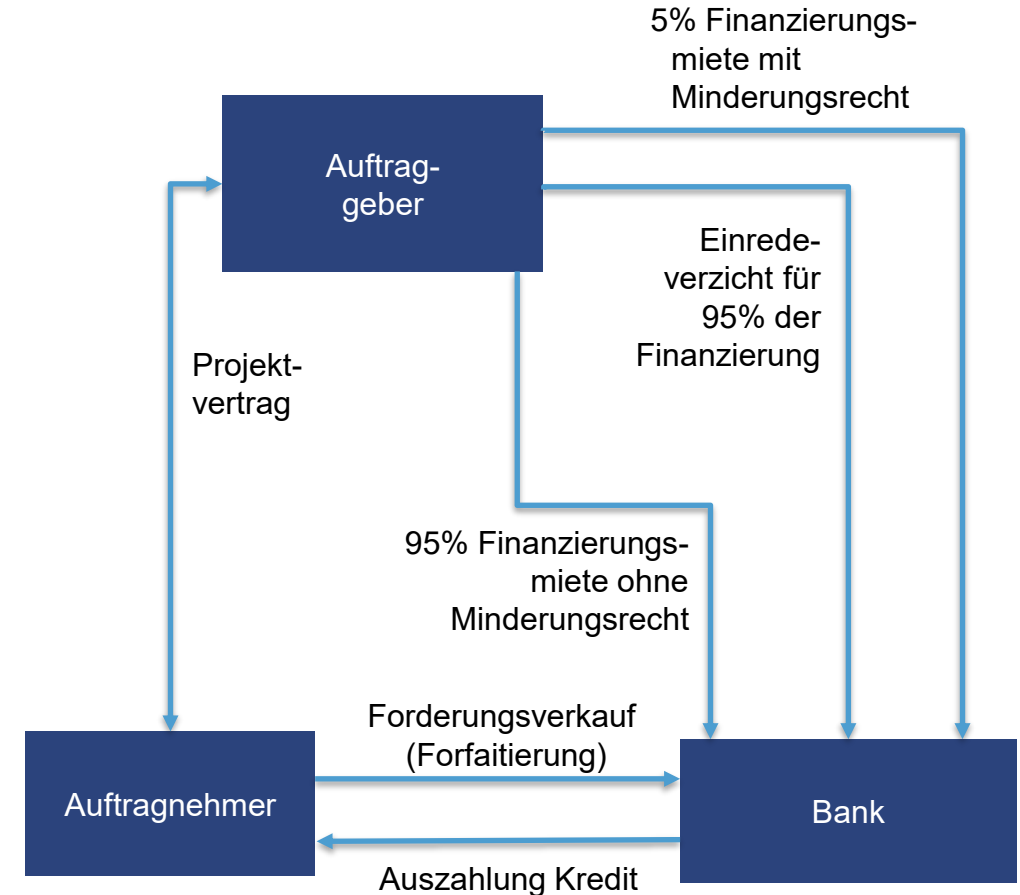 5% Finanzierungs-
miete mit
Minderungsrecht
Auftrag-
geber
Einrede-
verzicht für
95% der
Finanzierung
Projekt-
vertrag
95% Finanzierungs-
miete ohne
Minderungsrecht
Forderungsverkauf
(Forfaitierung)
Auftragnehmer
Bank
Auszahlung Kredit